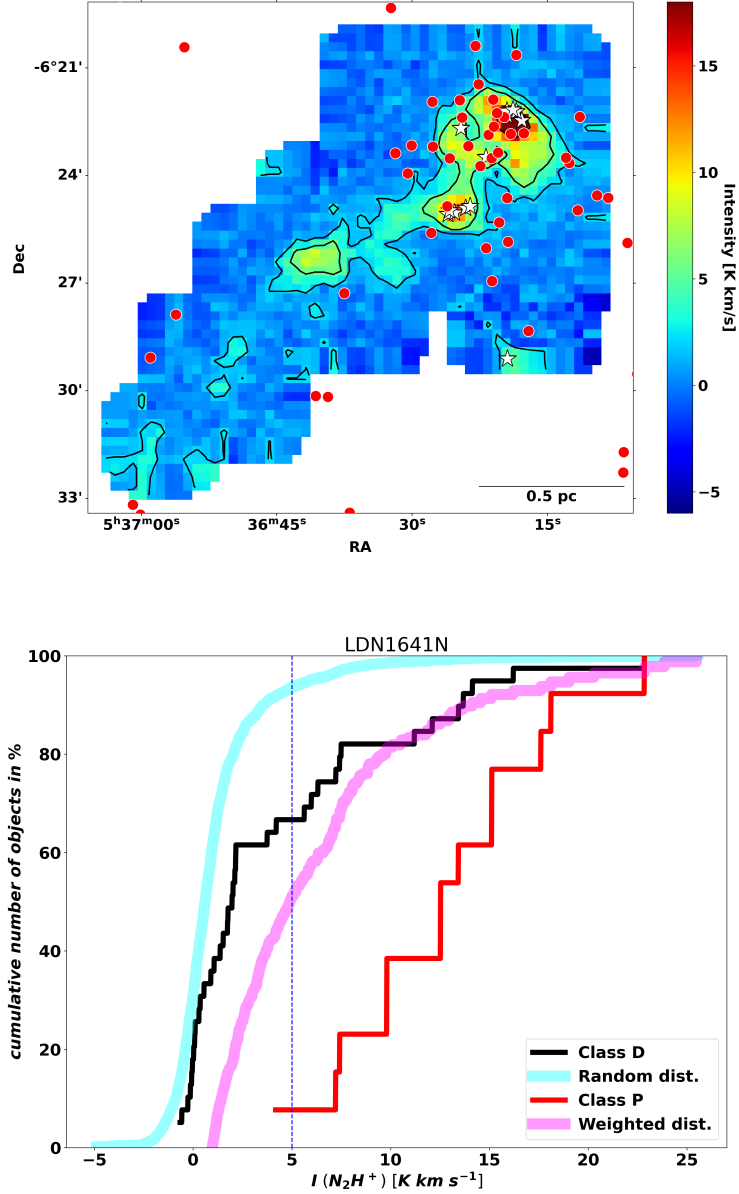 -6°21'
24'
27'
30'
33'
Dec
5ʰ37ᵐ00ˢ
36ᵐ45ˢ
30ˢ
15ˢ
RA
0.5 pc
15
10
5
0
−5
Intensity [K km/s]
LDN1641N
100
80
60
40
20
0
cumulative number of objects in %
−5
0
5
10
15
20
25
I (N₂H⁺) [K km s⁻¹]
Class D
Random dist.
Class P
Weighted dist.